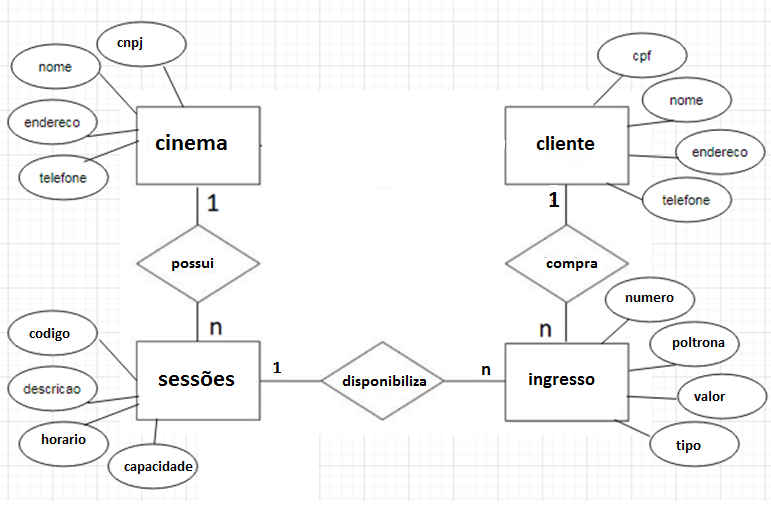 cnpj
nome
endereco
telefone
cinema
cpf
nome
endereco
telefone
cliente
1
possui
n
1
compra
n
codigo
descricao
horario
capacidade
sessões
1
disponibiliza
n
ingresso
numero
poltrona
valor
tipo